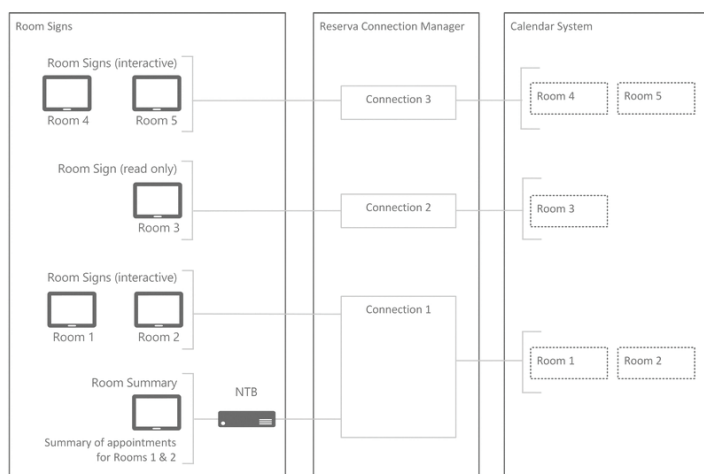 Room Signs
Reserva Connection Manager
Calendar System
Room Signs (interactive)
Room 4
Room 5
Connection 3
Room 4
Room 5
Room Sign (read only)
Room 3
Connection 2
Room 3
Room Signs (interactive)
Room 1
Room 2
Connection 1
Room 1
Room 2
Room Summary
NTB
Summary of appointments
for Rooms 1 & 2